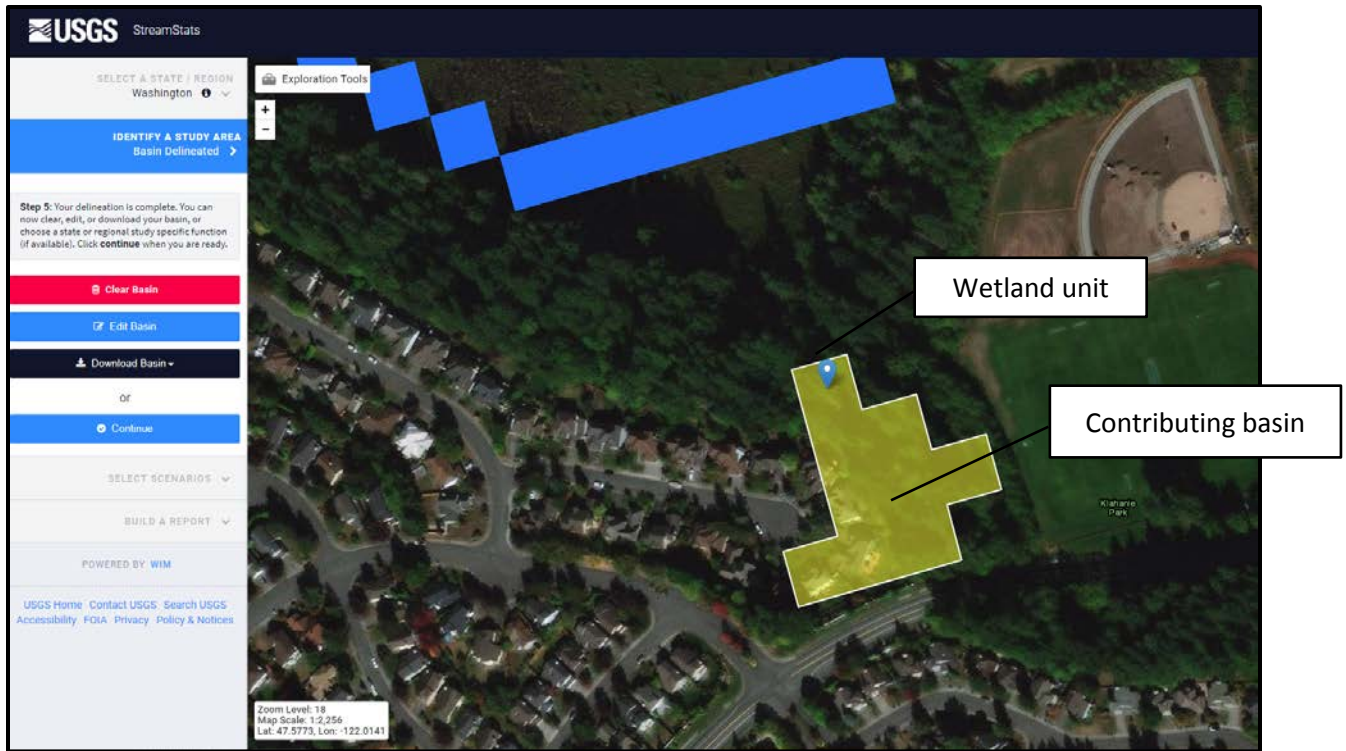 USGS StreamStats
SELECT A STATE / REGION
Washington
IDENTIFY A STUDY AREA
Basin Delineated
Step 5: Your delineation is complete. You can
now clear, edit, or download your basin, or
choose a state or regional study specific function
(if available). Click continue when you are ready.
Clear Basin
Edit Basin
Download Basin
or
Continue
SELECT SCENARIOS
BUILD A REPORT
POWERED BY WIM
USGS Home Contact USGS Search USGS
Accessibility FOIA Privacy Policy & Notices
Exploration Tools
+
-
Wetland unit
Contributing basin
Klahanie
Park
Zoom Level: 18
Map Scale: 1:2,256
Lat: 47.5773, Lon: -122.0141